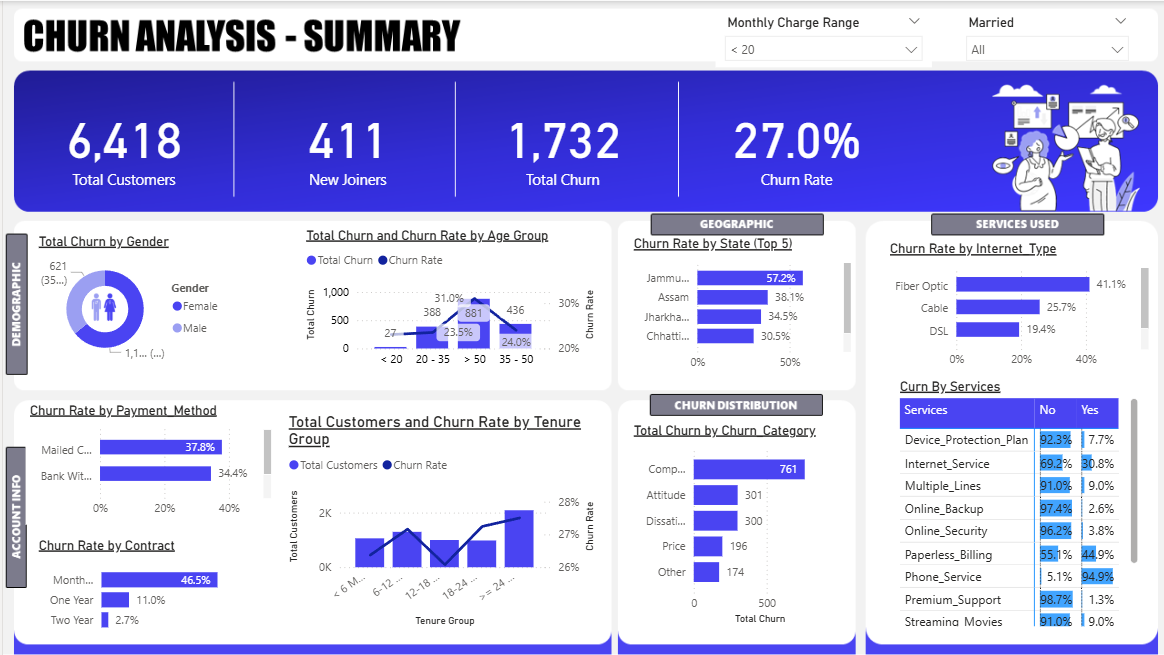 CHURN ANALYSIS - SUMMARY
Monthly Charge Range
< 20
Married
All
6,418
Total Customers
411
New Joiners
1,732
Total Churn
27.0%
Churn Rate
DEMOGRAPHIC
Total Churn by Gender
621
(35...)
1,1... (...)
Gender
Female
Male
Total Churn and Churn Rate by Age Group
Total Churn Churn Rate
Total Churn
1,000
500
0
27
388
881
436
31.0%
23.5%
24.0%
30%
20%
Churn Rate
< 20 20 - 35 > 50 35 - 50
GEOGRAPHIC
Churn Rate by State (Top 5)
Jammu... 57.2%
Assam 38.1%
Jharkha... 34.5%
Chhatti... 30.5%
0% 50%
SERVICES USED
Churn Rate by Internet_Type
Fiber Optic 41.1%
Cable 25.7%
DSL 19.4%
0% 20% 40%
Curn By Services
Services No Yes
Device_Protection_Plan 92.3% 7.7%
Internet_Service 69.2% 30.8%
Multiple_Lines 91.0% 9.0%
Online_Backup 97.4% 2.6%
Online_Security 96.2% 3.8%
Paperless_Billing 55.1% 44.9%
Phone_Service 5.1% 94.9%
Premium_Support 98.7% 1.3%
Streaming_Movies 91.0% 9.0%
ACCOUNT INFO
Churn Rate by Payment_Method
Mailed C... 37.8%
Bank Wit... 34.4%
0% 20% 40%
Churn Rate by Contract
Month... 46.5%
One Year 11.0%
Two Year 2.7%
Total Customers and Churn Rate by Tenure
Group
Total Customers Churn Rate
Total Customers
2K
0K
28%
27%
26%
Churn Rate
< 6 M... 6-12 ... 12-18 ... 18-24 ... >= 24 ...
Tenure Group
CHURN DISTRIBUTION
Total Churn by Churn_Category
Comp... 761
Attitude 301
Dissati... 300
Price 196
Other 174
0 500
Total Churn